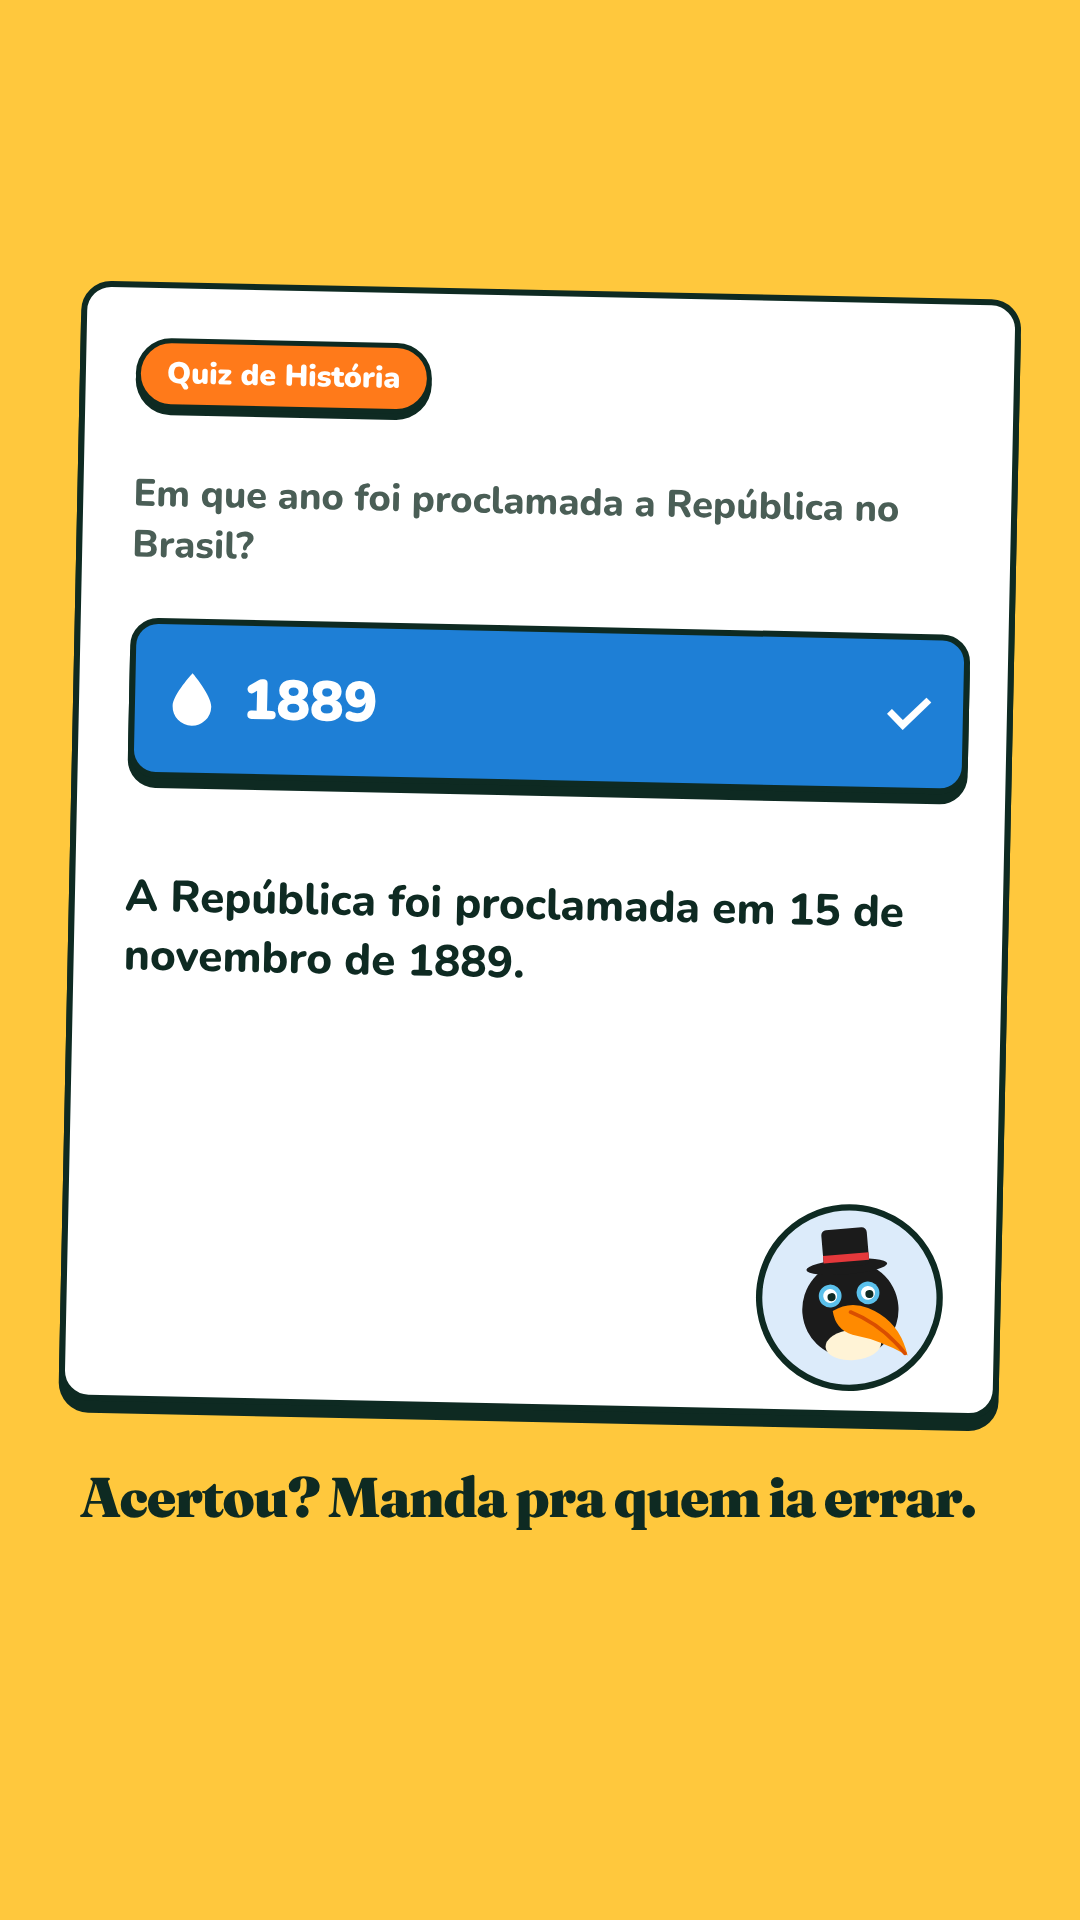 Quiz de História
Em que ano foi proclamada a República no
Brasil?
1889
A República foi proclamada em 15 de
novembro de 1889.
Acertou? Manda pra quem ia errar.